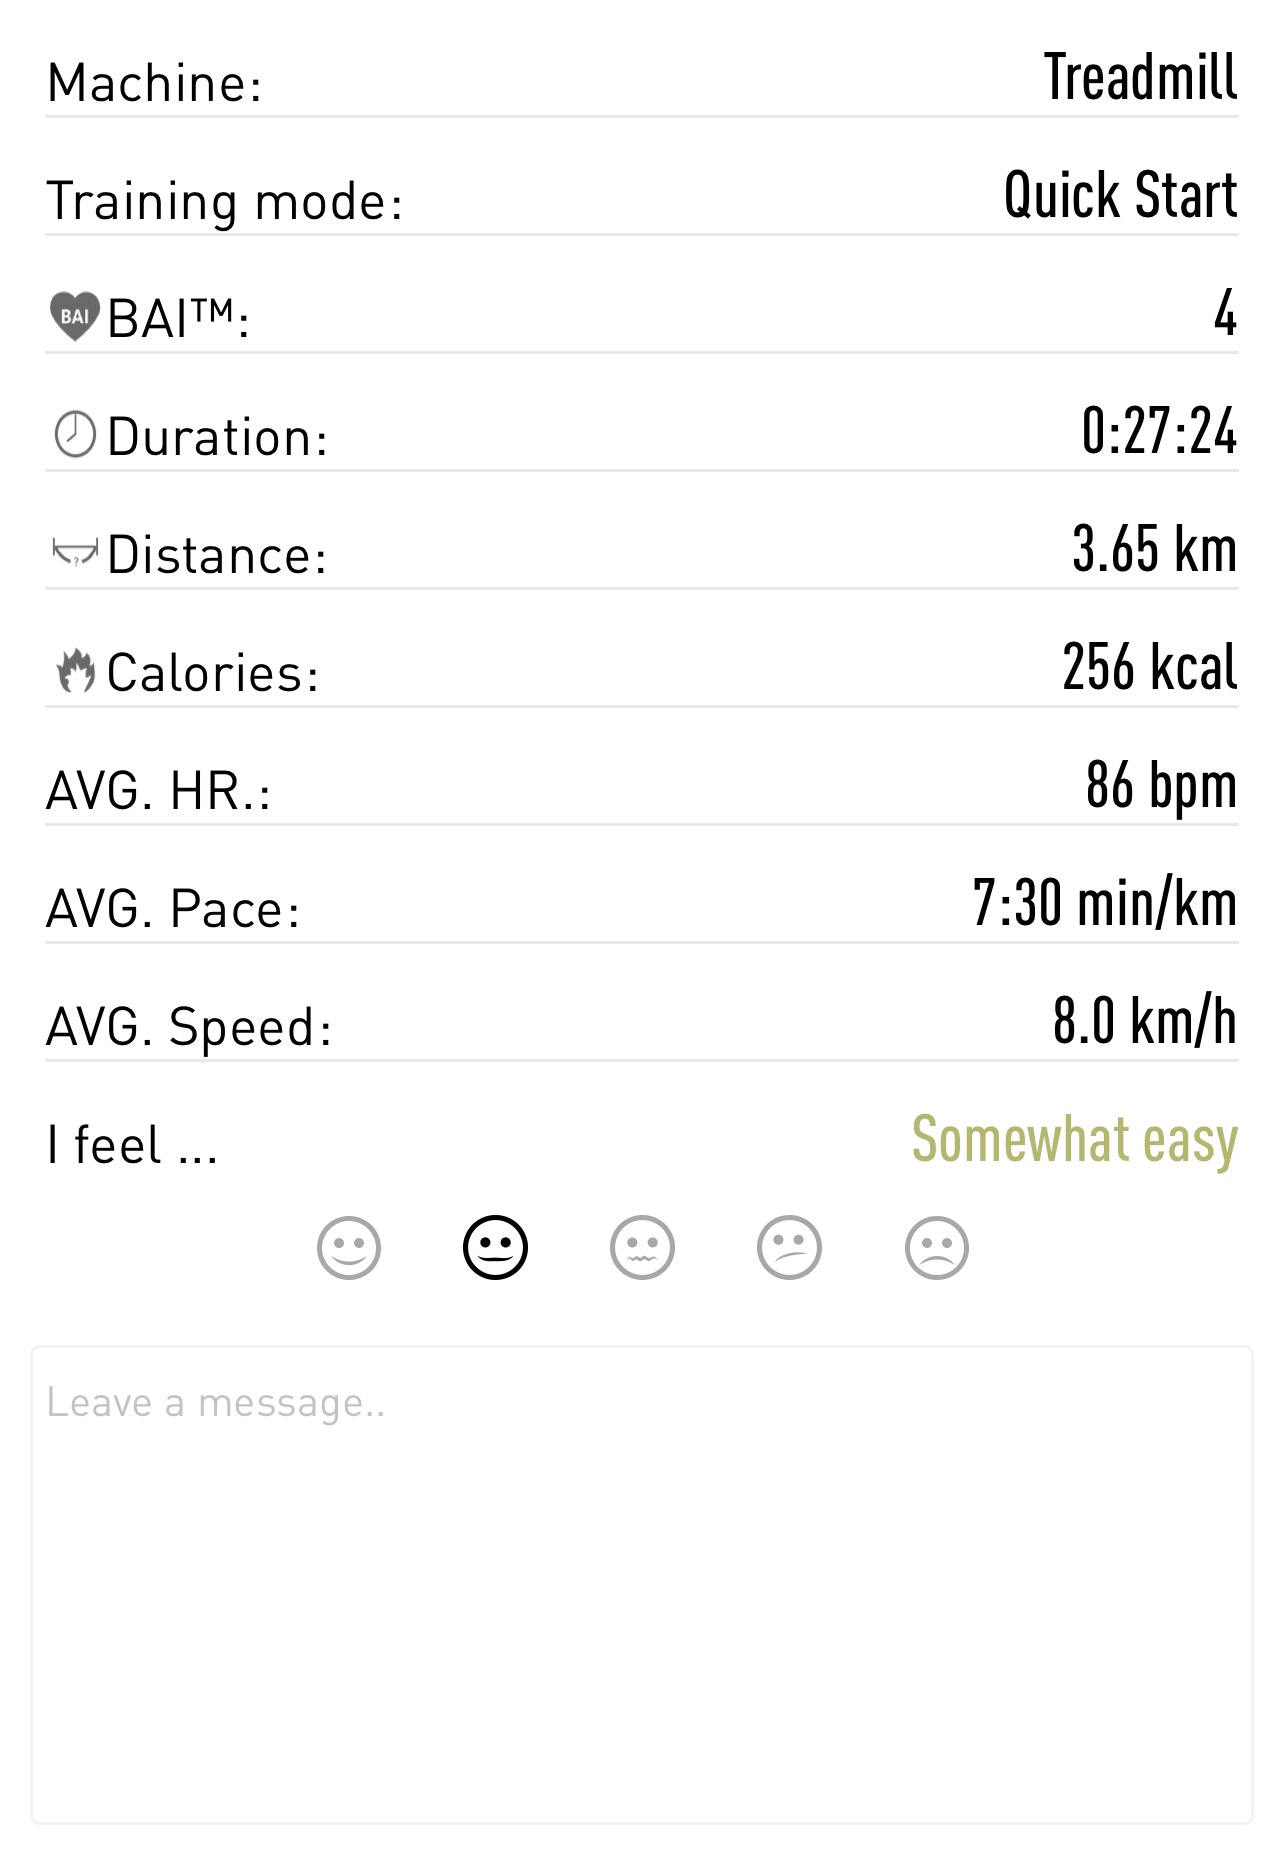 Machine: Treadmill
Training mode: Quick Start
BAI BAI™: 4
Duration: 0:27:24
? Distance: 3.65 km
Calories: 256 kcal
AVG. HR.: 86 bpm
AVG. Pace: 7:30 min/km
AVG. Speed: 8.0 km/h
I feel ... Somewhat easy
Leave a message..